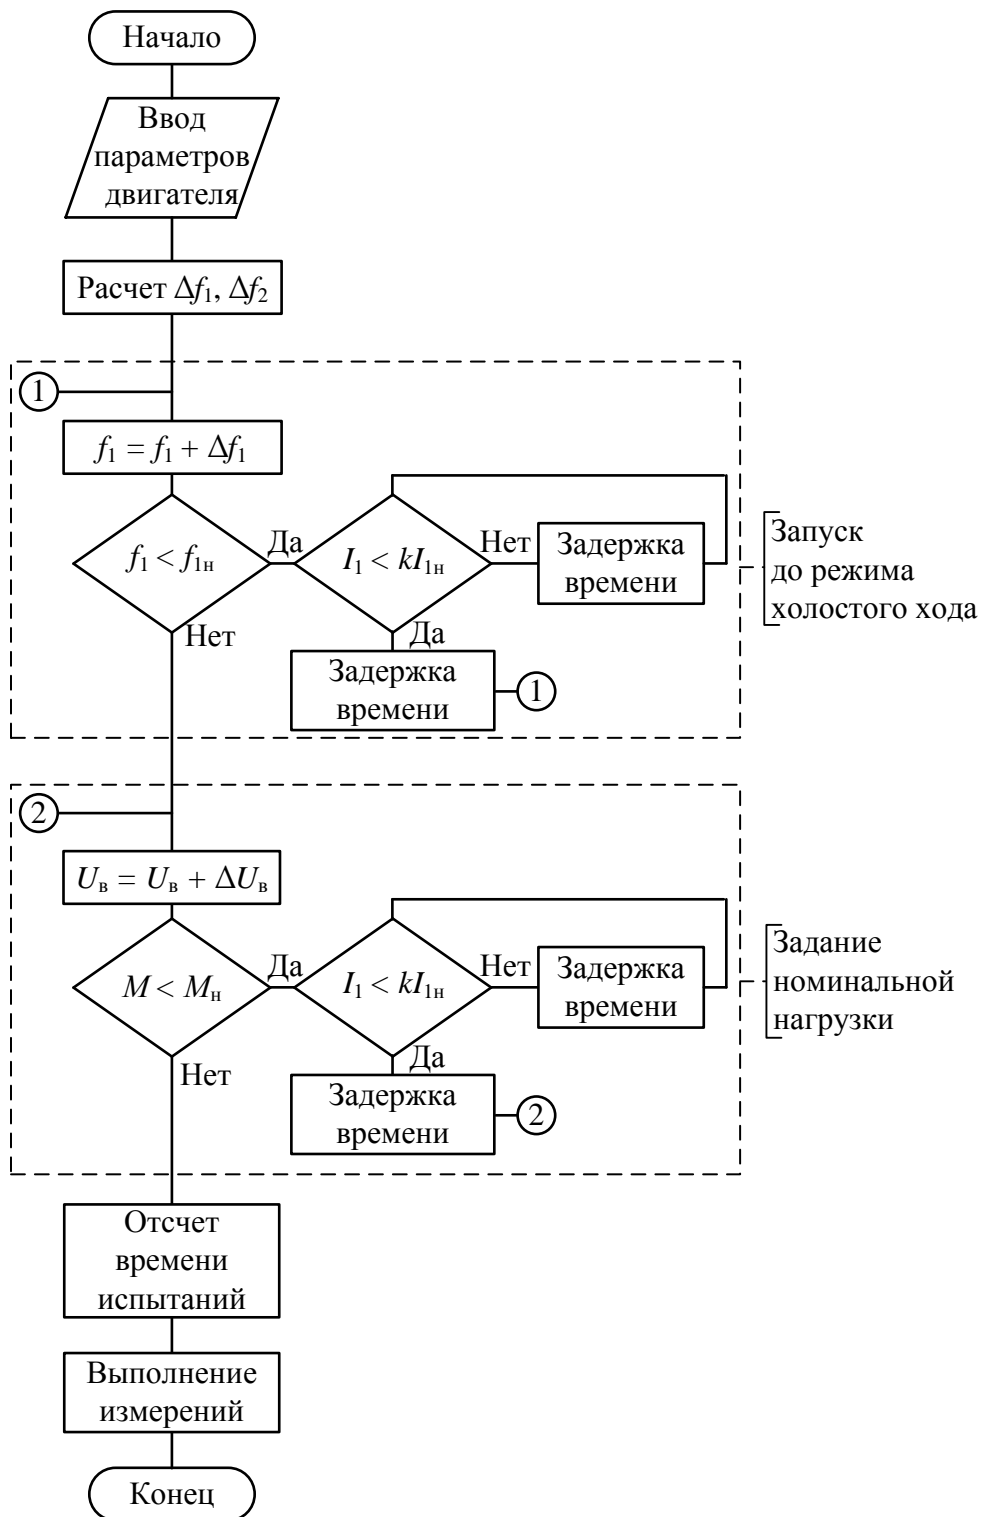 Начало
Ввод
параметров
двигателя
Расчет Δf₁, Δf₂
1
f₁ = f₁ + Δf₁
f₁ < f₁н
Да
I₁ < kI₁н
Нет
Задержка
времени
Запуск
до режима
холостого хода
Нет
Да
Задержка
времени
1
2
Uв = Uв + ΔUв
M < Mн
Да
I₁ < kI₁н
Нет
Задержка
времени
Задание
номинальной
нагрузки
Нет
Да
Задержка
времени
2
Отсчет
времени
испытаний
Выполнение
измерений
Конец